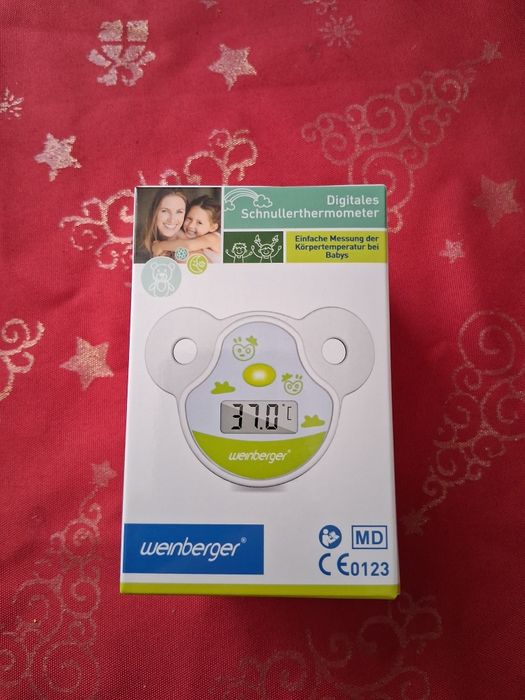 Digitales
Schnullerthermometer
Einfache Messung der
Körpertemperatur bei
Babys
37.0°C
weinberger®
weinberger®
MD
CE0123